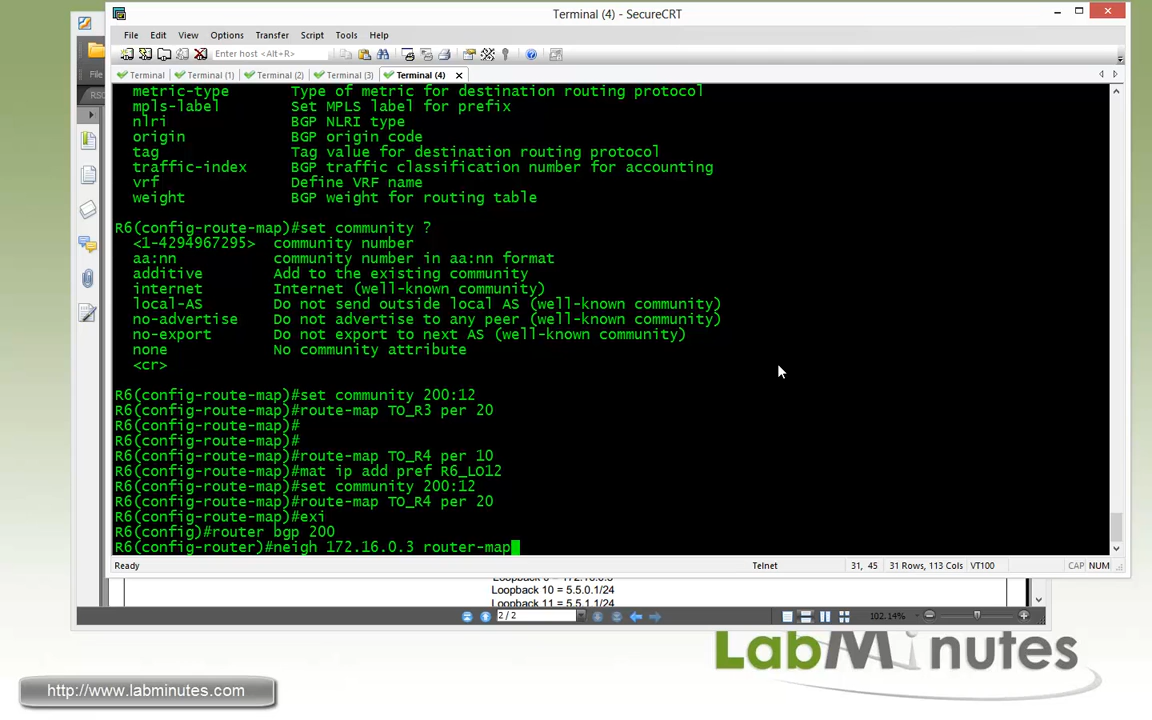 Terminal (4) - SecureCRT
File Edit View Options Transfer Script Tools Help
Enter host <Alt+R>
File
Terminal Terminal (1) Terminal (2) Terminal (3) Terminal (4)
metric-type Type of metric for destination routing protocol
mpls-label Set MPLS label for prefix
nlri BGP NLRI type
origin BGP origin code
tag Tag value for destination routing protocol
traffic-index BGP traffic classification number for accounting
vrf Define VRF name
weight BGP weight for routing table
R6(config-route-map)#set community ?
<1-4294967295> community number
aa:nn community number in aa:nn format
additive Add to the existing community
internet Internet (well-known community)
local-AS Do not send outside local AS (well-known community)
no-advertise Do not advertise to any peer (well-known community)
no-export Do not export to next AS (well-known community)
none No community attribute
<cr>
R6(config-route-map)#set community 200:12
R6(config-route-map)#route-map TO_R3 per 20
R6(config-route-map)#
R6(config-route-map)#
R6(config-route-map)#route-map TO_R4 per 10
R6(config-route-map)#mat ip add pref R6_LO12
R6(config-route-map)#set community 200:12
R6(config-route-map)#route-map TO_R4 per 20
R6(config-route-map)#exi
R6(config)#router bgp 200
R6(config-router)#neigh 172.16.0.3 router-map
Ready Telnet 31, 45 31 Rows, 113 Cols VT100 CAP NUM
Loopback 10 = 5.5.0.1/24
Loopback 11 = 5.5.1.1/24
2 / 2 102.14%
LabMinutes
http://www.labminutes.com